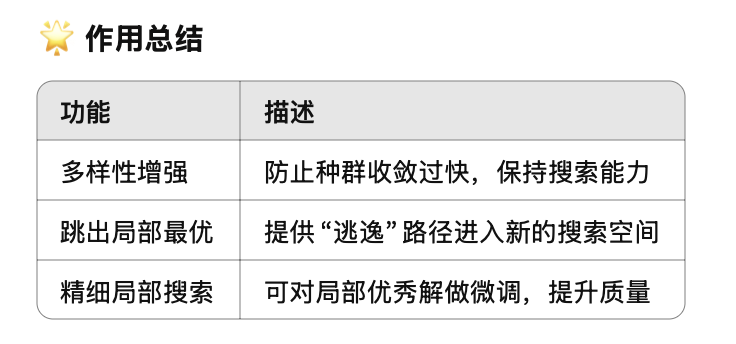 🌟 作用总结
功能 描述
多样性增强 防止种群收敛过快，保持搜索能力
跳出局部最优 提供“逃逸”路径进入新的搜索空间
精细局部搜索 可对局部优秀解做微调，提升质量